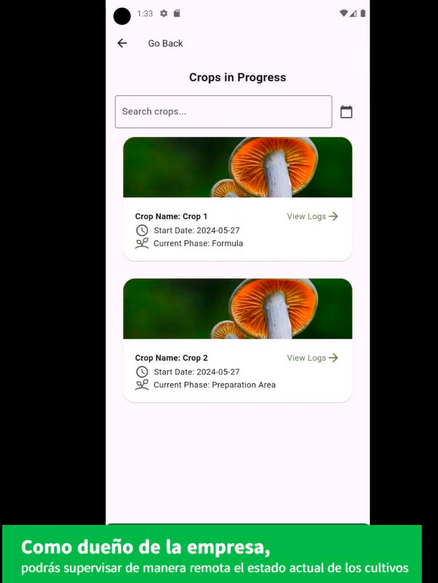 1:33
Go Back
Crops in Progress
Search crops...
Crop Name: Crop 1
View Logs
Start Date: 2024-05-27
Current Phase: Formula
Crop Name: Crop 2
View Logs
Start Date: 2024-05-27
Current Phase: Preparation Area
Como dueño de la empresa,
podrás supervisar de manera remota el estado actual de los cultivos